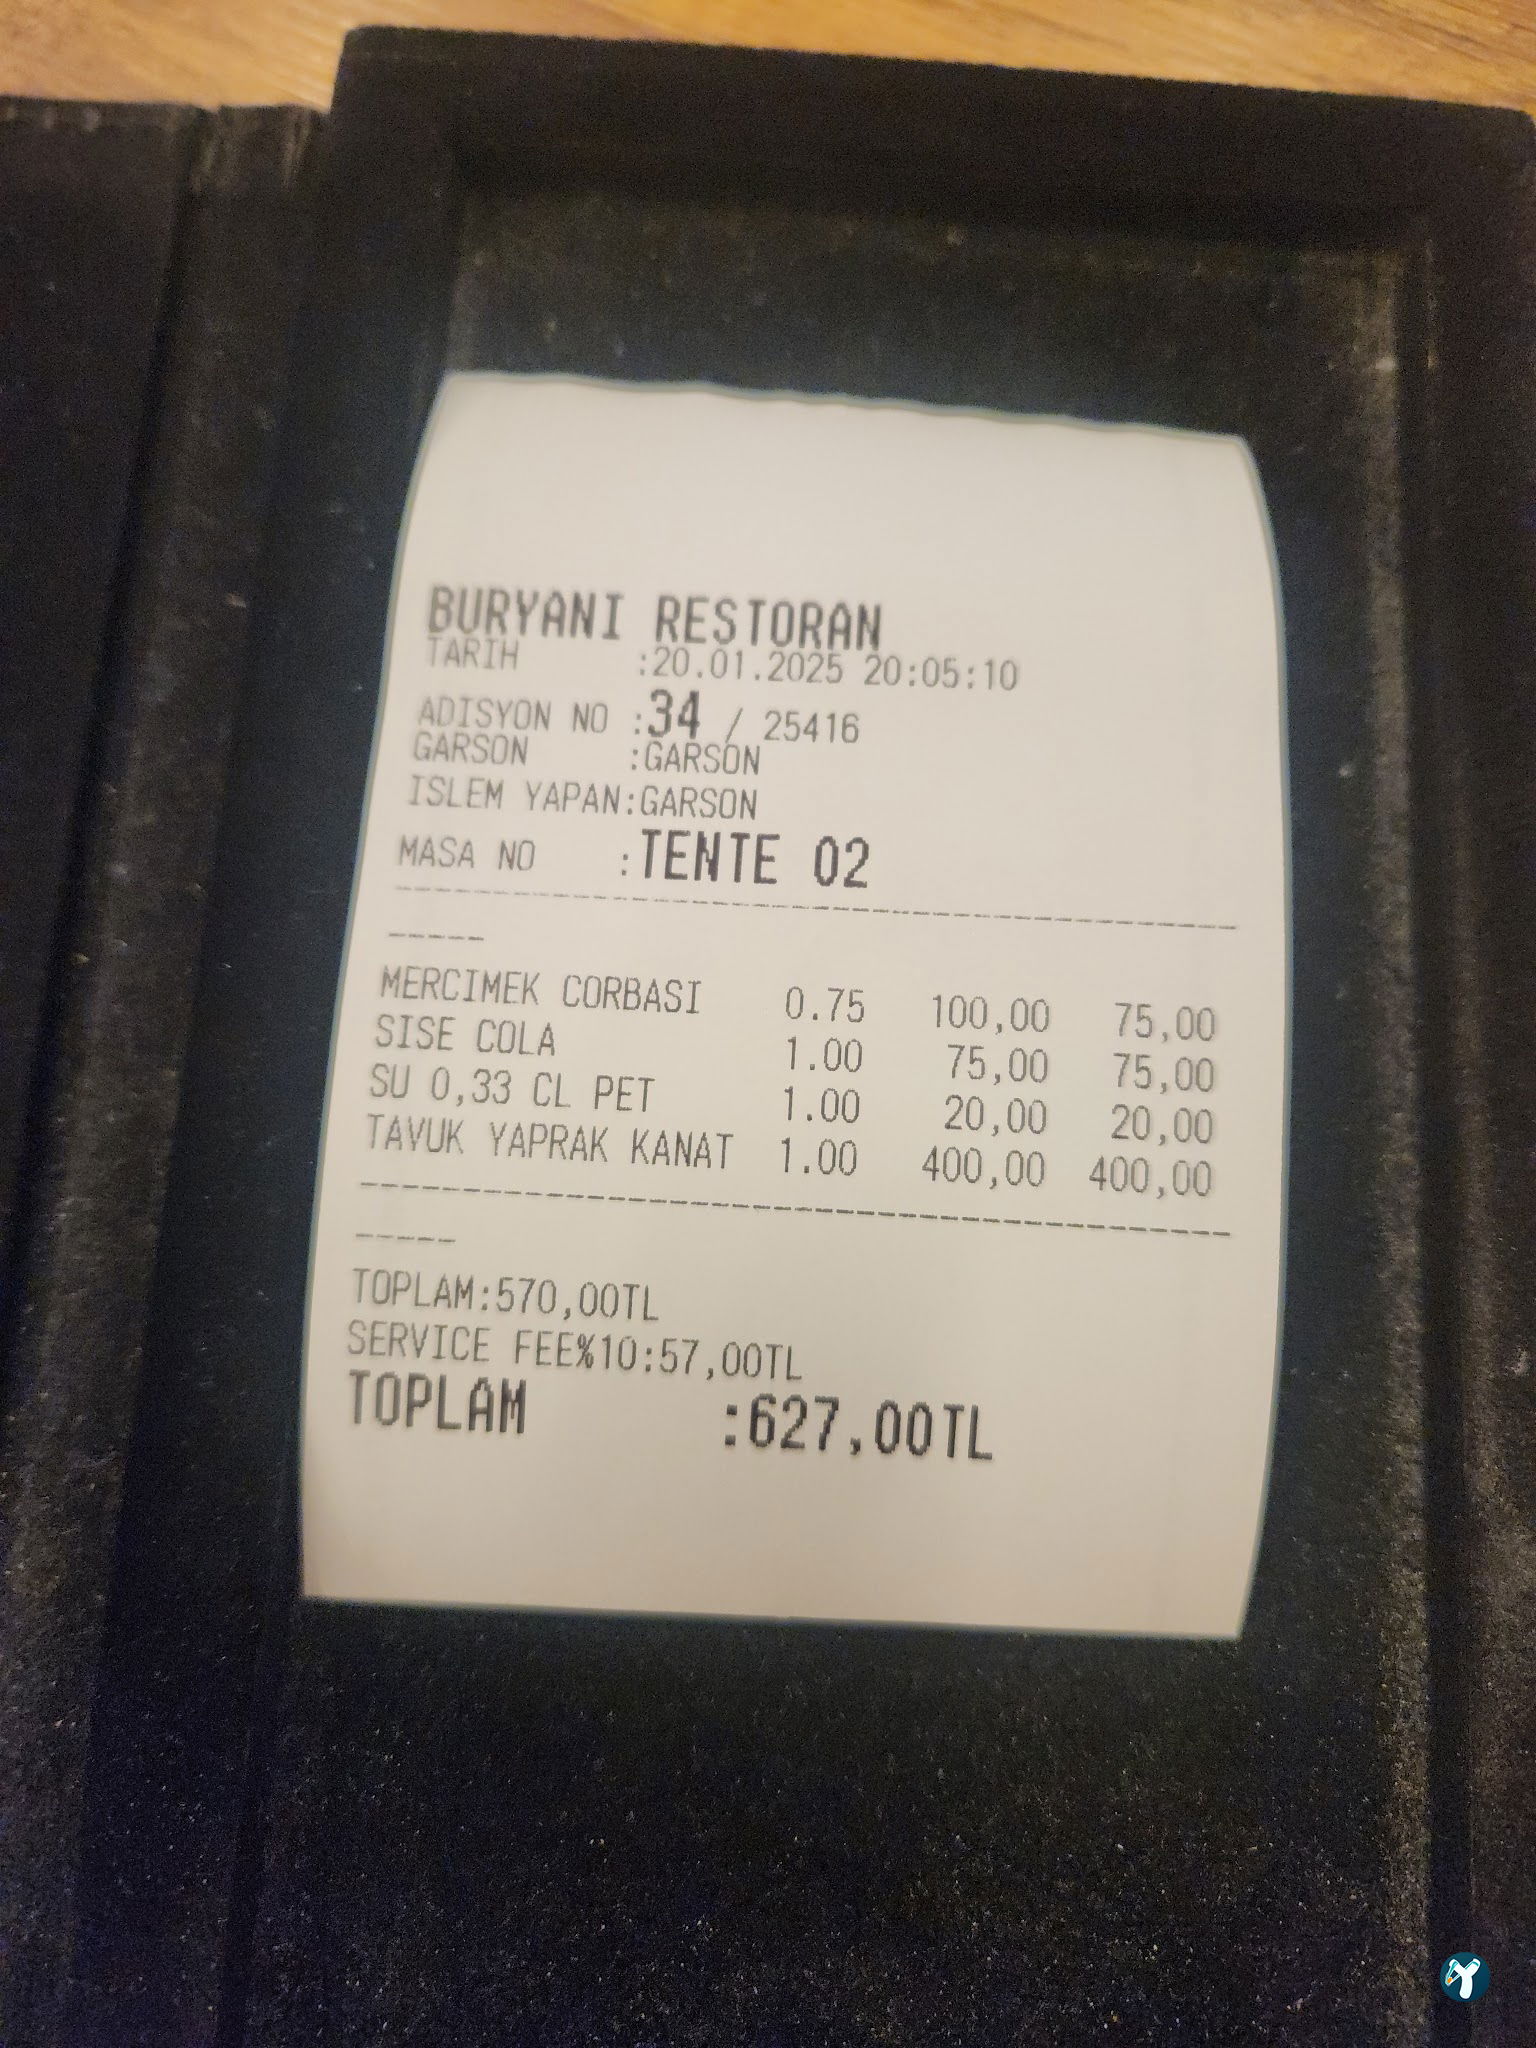 BURYANI RESTORAN
TARIH :20.01.2025 20:05:10
ADISYON NO :34 / 25416
GARSON :GARSON
ISLEM YAPAN:GARSON
MASA NO :TENTE 02
MERCIMEK CORBASI 0.75 100,00 75,00
SISE COLA 1.00 75,00 75,00
SU 0,33 CL PET 1.00 20,00 20,00
TAVUK YAPRAK KANAT 1.00 400,00 400,00
TOPLAM:570,00TL
SERVICE FEE%10:57,00TL
TOPLAM :627,00TL